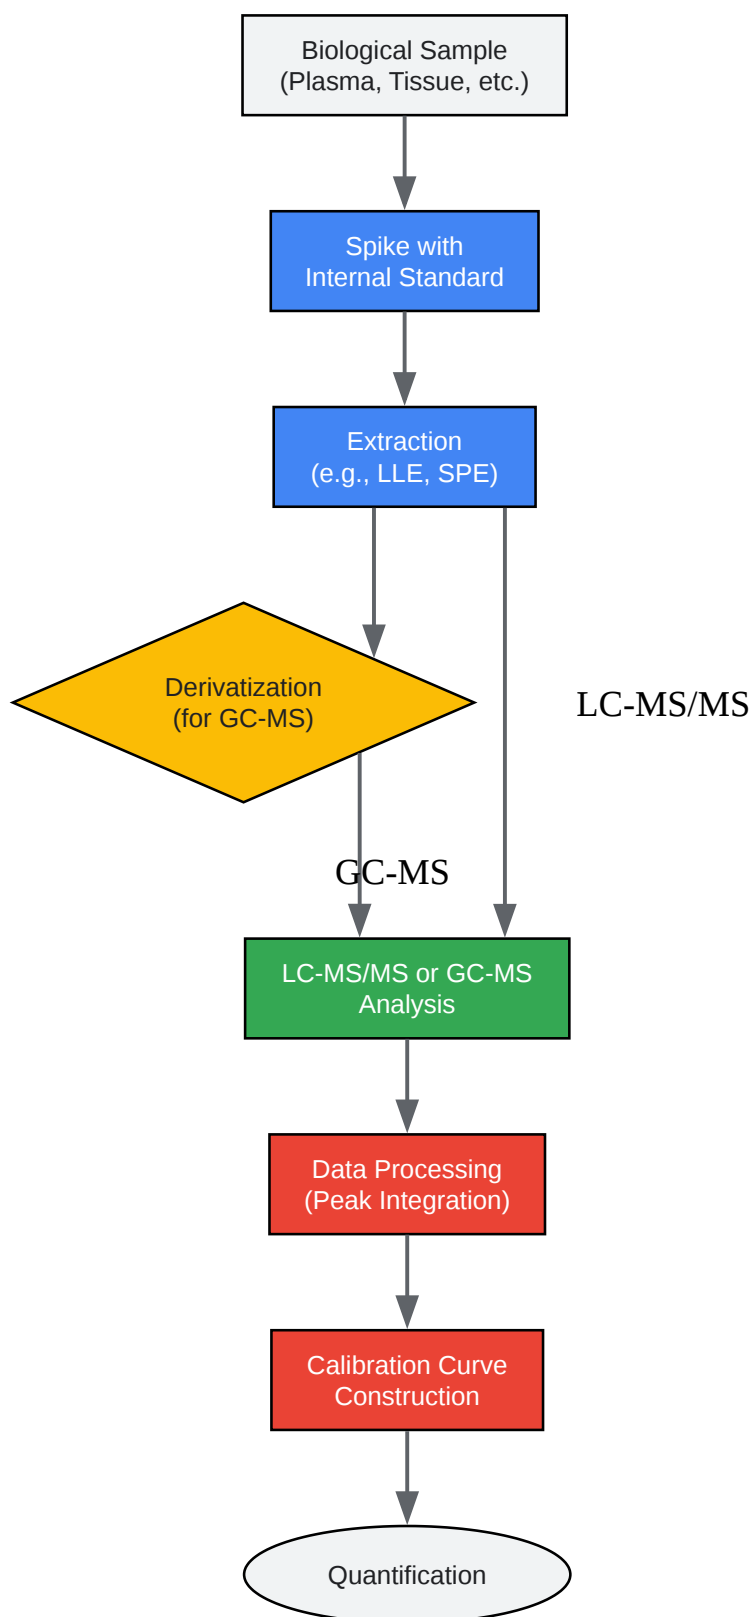 Biological Sample
(Plasma, Tissue, etc.)
Spike with
Internal Standard
Extraction
(e.g., LLE, SPE)
Derivatization
(for GC-MS)
LC-MS/MS
GC-MS
LC-MS/MS or GC-MS
Analysis
Data Processing
(Peak Integration)
Calibration Curve
Construction
Quantification